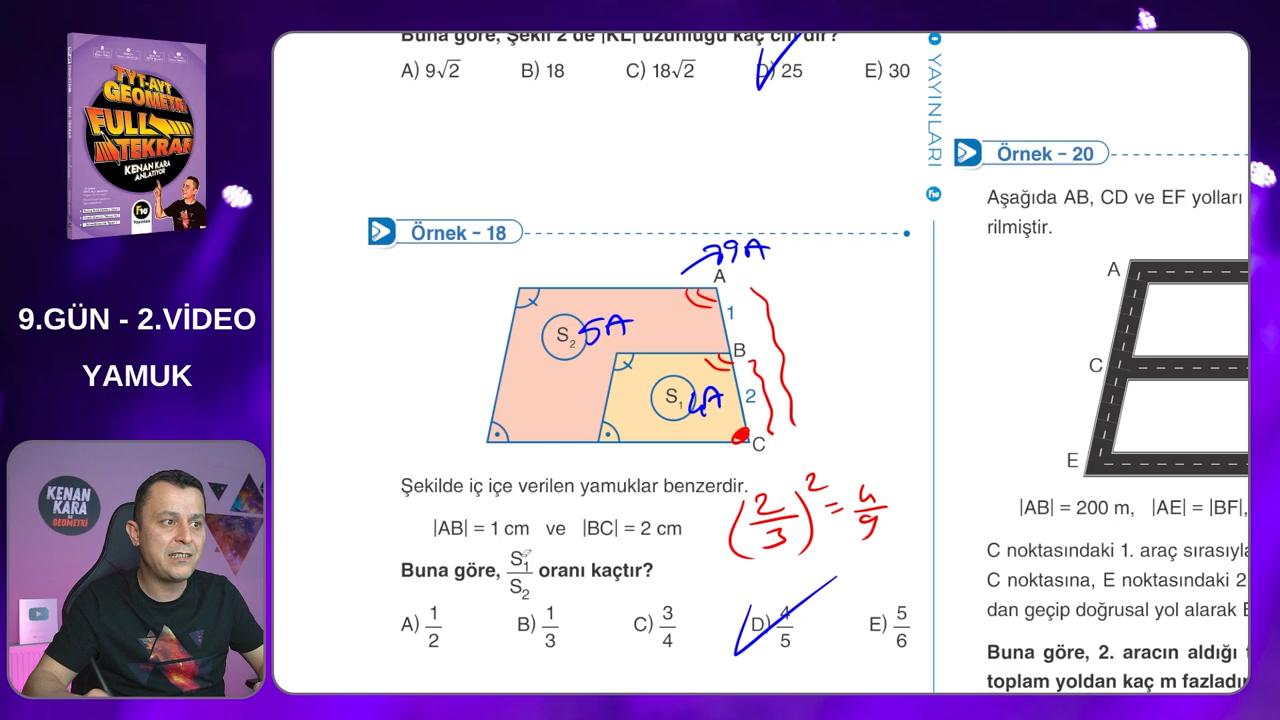 TYT-AYT
GEOMETRİ
FULL
TEKRAR
KENAN KARA
ANLATIYOR
F10
Yayınları
9.GÜN - 2.VİDEO
YAMUK
KENAN
KARA
GEOMETRİ
Buna göre, Şekil 2'de |KL| uzunluğu kaç cm'dir?
A) 9√2 B) 18 C) 18√2 D) 25 E) 30
Örnek - 18
9A
A
1
S2 5A
B
S1 4A
2
C
Şekilde iç içe verilen yamuklar benzerdir.
|AB| = 1 cm ve |BC| = 2 cm
(2/3)² = 4/9
Buna göre, S1/S2 oranı kaçtır?
A) 1/2 B) 1/3 C) 3/4 D) 4/5 E) 5/6
YAYINLARI
F10
Örnek - 20
Aşağıda AB, CD ve EF yolları
rilmiştir.
A
C
E
|AB| = 200 m, |AE| = |BF|,
C noktasındaki 1. araç sırasıyla
C noktasına, E noktasındaki 2
dan geçip doğrusal yol alarak
Buna göre, 2. aracın aldığı
toplam yoldan kaç m fazladır